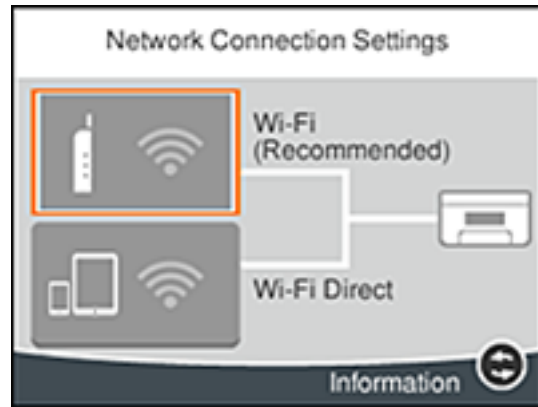 Network Connection Settings
Wi-Fi
(Recommended)
Wi-Fi Direct
Information